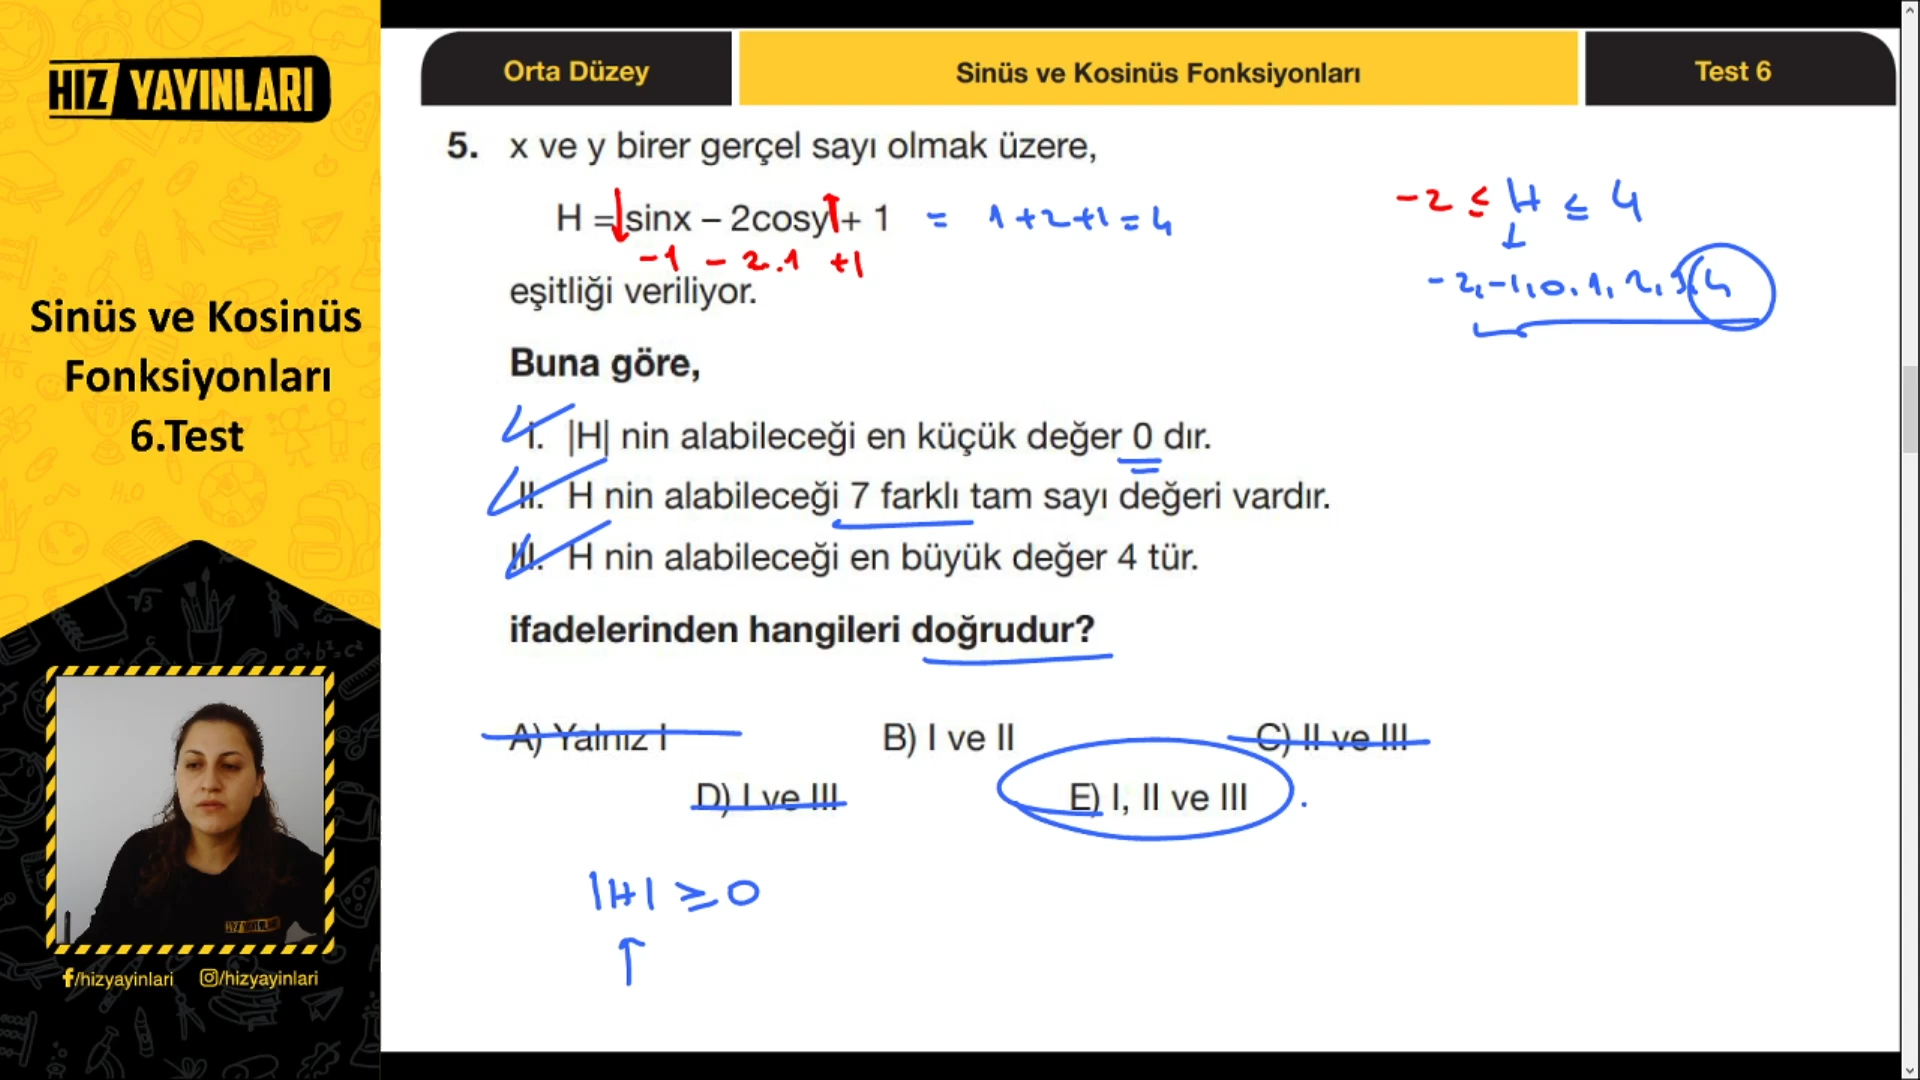 HIZ YAYINLARI
Sinüs ve Kosinüs
Fonksiyonları
6.Test
/hizyayinlari /hizyayinlari
Orta Düzey
Sinüs ve Kosinüs Fonksiyonları
Test 6
5. x ve y birer gerçel sayı olmak üzere,
H = sinx – 2cosy + 1 = 1+2+1=4
-1 - 2.1 +1
eşitliği veriliyor.
-2 ≤ H ≤ 4
-2,-1,0,1,2,3,4
Buna göre,
I. |H| nin alabileceği en küçük değer 0 dır.
II. H nin alabileceği 7 farklı tam sayı değeri vardır.
III. H nin alabileceği en büyük değer 4 tür.
ifadelerinden hangileri doğrudur?
A) Yalnız I B) I ve II C) II ve III
D) I ve III E) I, II ve III
|H| ≥ 0